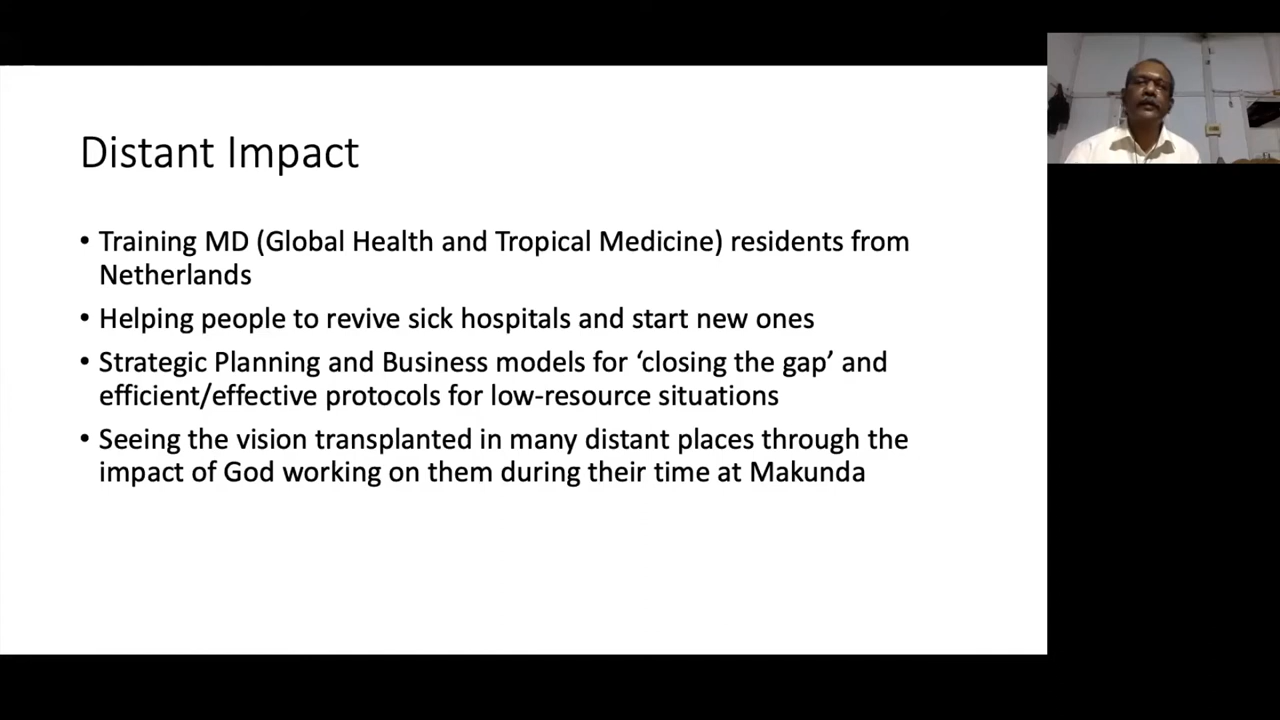 Distant Impact
• Training MD (Global Health and Tropical Medicine) residents from
Netherlands
• Helping people to revive sick hospitals and start new ones
• Strategic Planning and Business models for ‘closing the gap’ and
efficient/effective protocols for low-resource situations
• Seeing the vision transplanted in many distant places through the
impact of God working on them during their time at Makunda